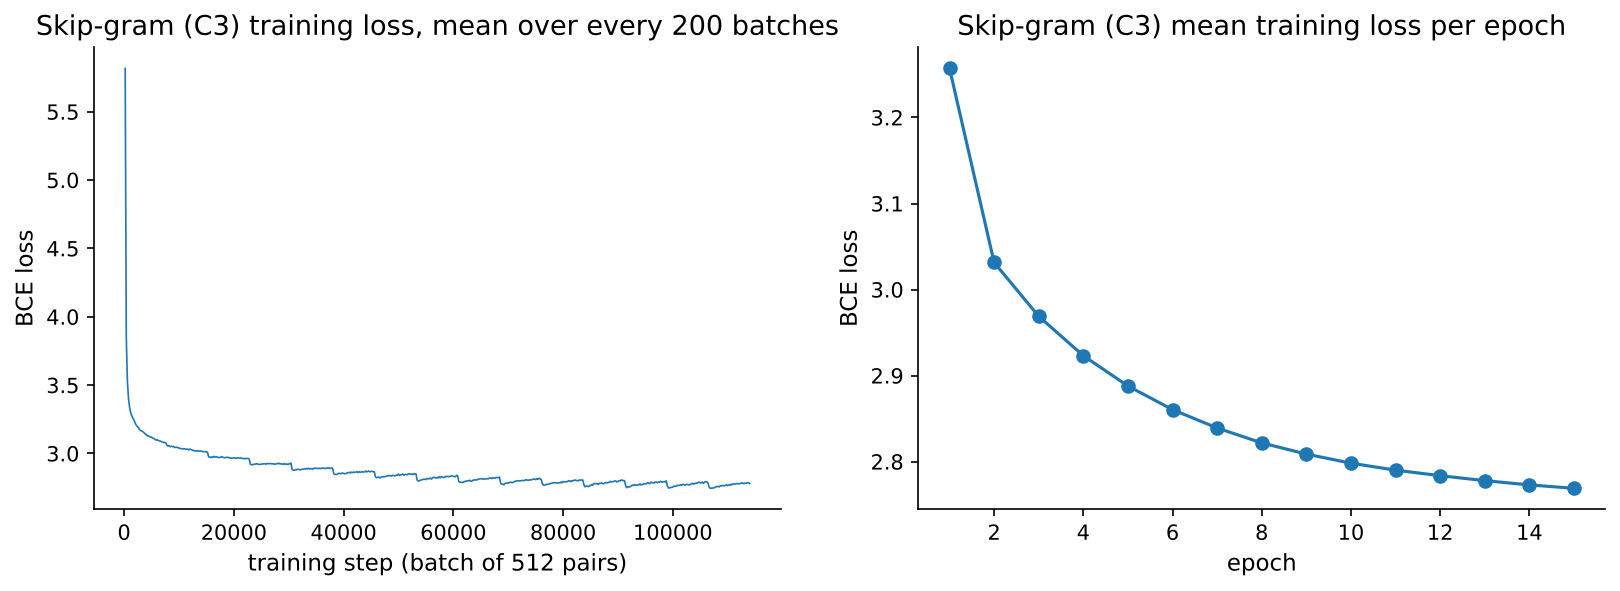 Skip-gram (C3) training loss, mean over every 200 batches
BCE loss
5.5
5.0
4.5
4.0
3.5
3.0
0 20000 40000 60000 80000 100000
training step (batch of 512 pairs)
Skip-gram (C3) mean training loss per epoch
BCE loss
3.2
3.1
3.0
2.9
2.8
2 4 6 8 10 12 14
epoch